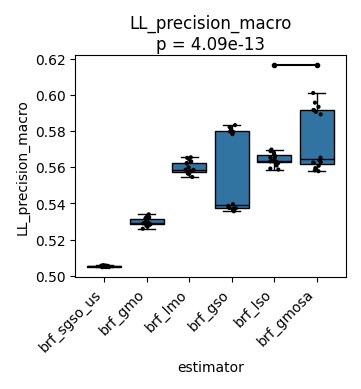 LL_precision_macro
p = 4.09e-13
LL_precision_macro
0.62
0.60
0.58
0.56
0.54
0.52
0.50
brf_sgso_us
brf_gmo
brf_lmo
brf_gso
brf_lso
brf_gmosa
estimator